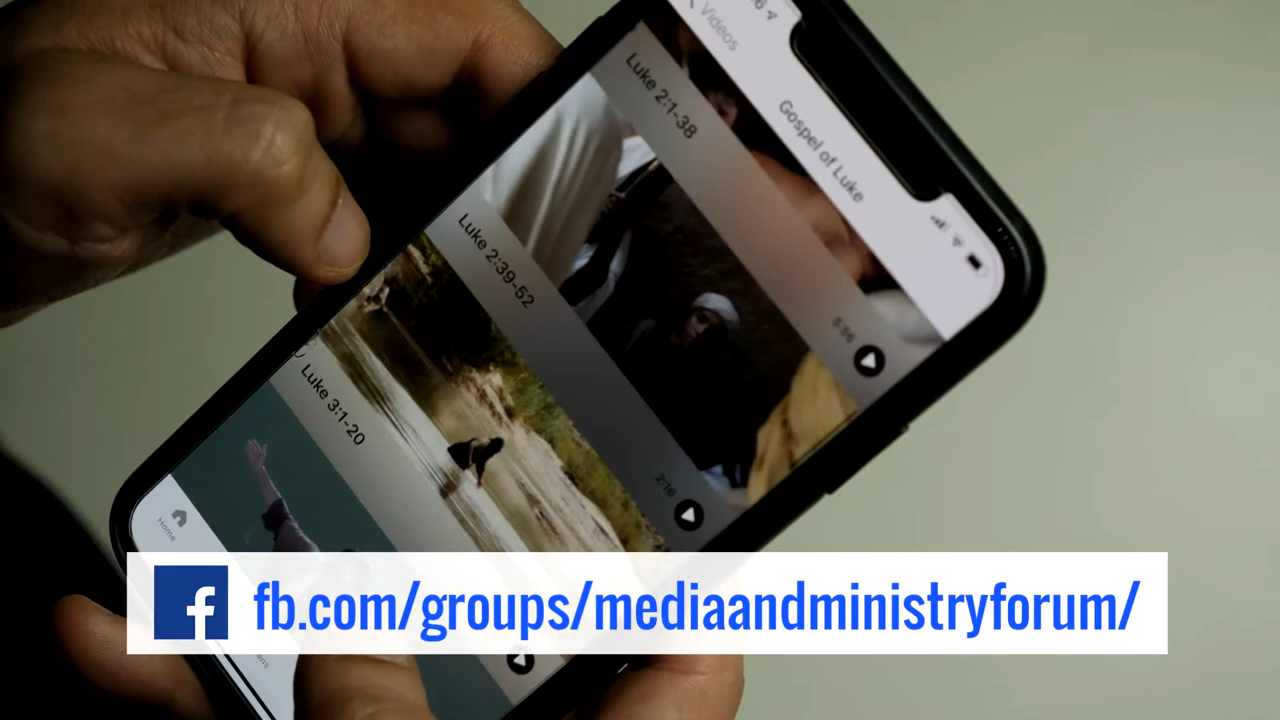 Videos
Gospel of Luke
Luke 2:1-38
5:56
Luke 2:39-52
2:16
Luke 3:1-20
Home
fb.com/groups/mediaandministryforum/